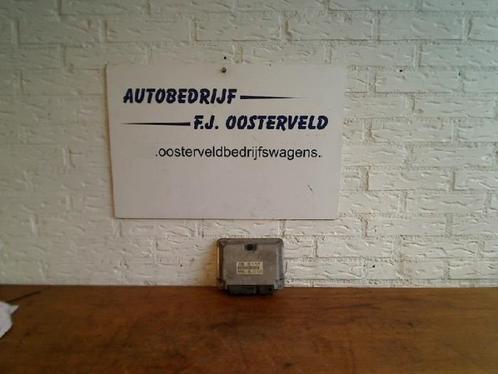 AUTOBEDRIJF
F.J. OOSTERVELD
.oosterveldbedrijfswagens.